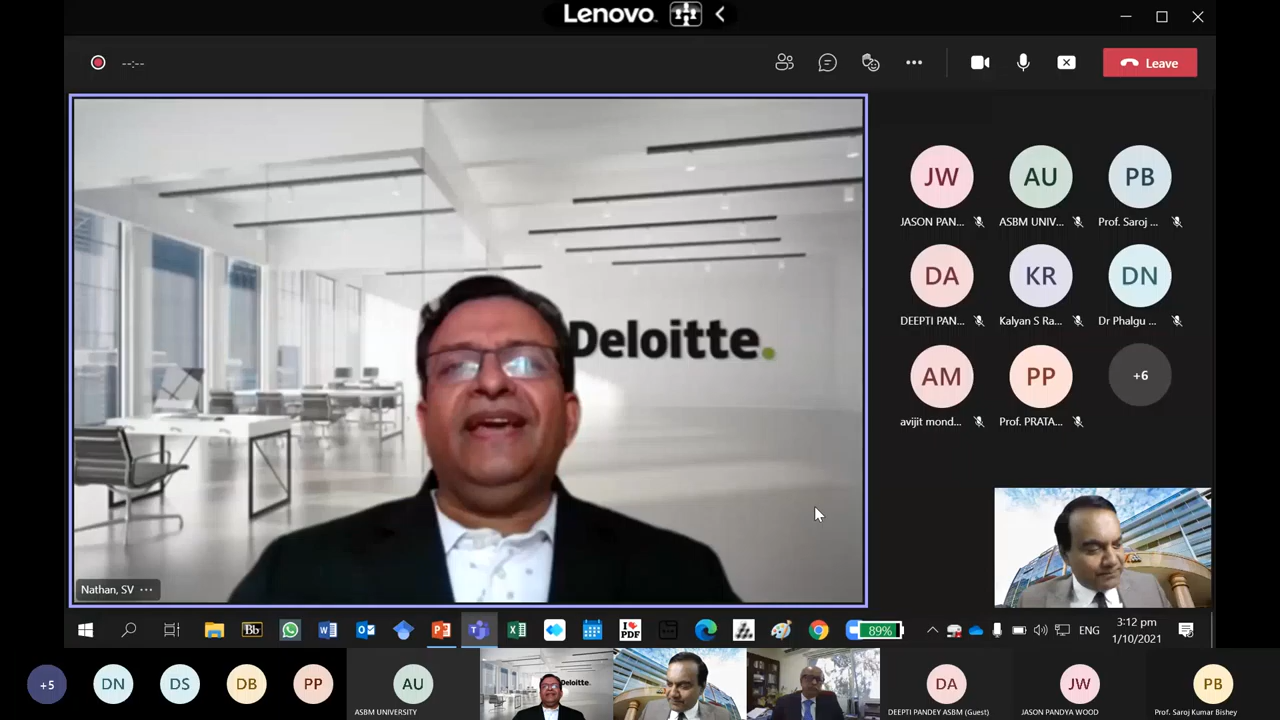 Lenovo
--:--
Leave
Deloitte.
Nathan, SV ...
JW
AU
PB
JASON PAN...
ASBM UNIV...
Prof. Saroj ...
DA
KR
DN
DEEPTI PAN...
Kalyan S Ra...
Dr Phalgu ...
AM
PP
+6
avijit mond...
Prof. PRATA...
Bb
I
PDF
89%
ENG
3:12 pm
1/10/2021
+5
DN
DS
DB
PP
AU
ASBM UNIVERSITY
Deloitte.
DA
DEEPTI PANDEY ASBM (Guest)
JW
JASON PANDYA WOOD
PB
Prof. Saroj Kumar Bishey